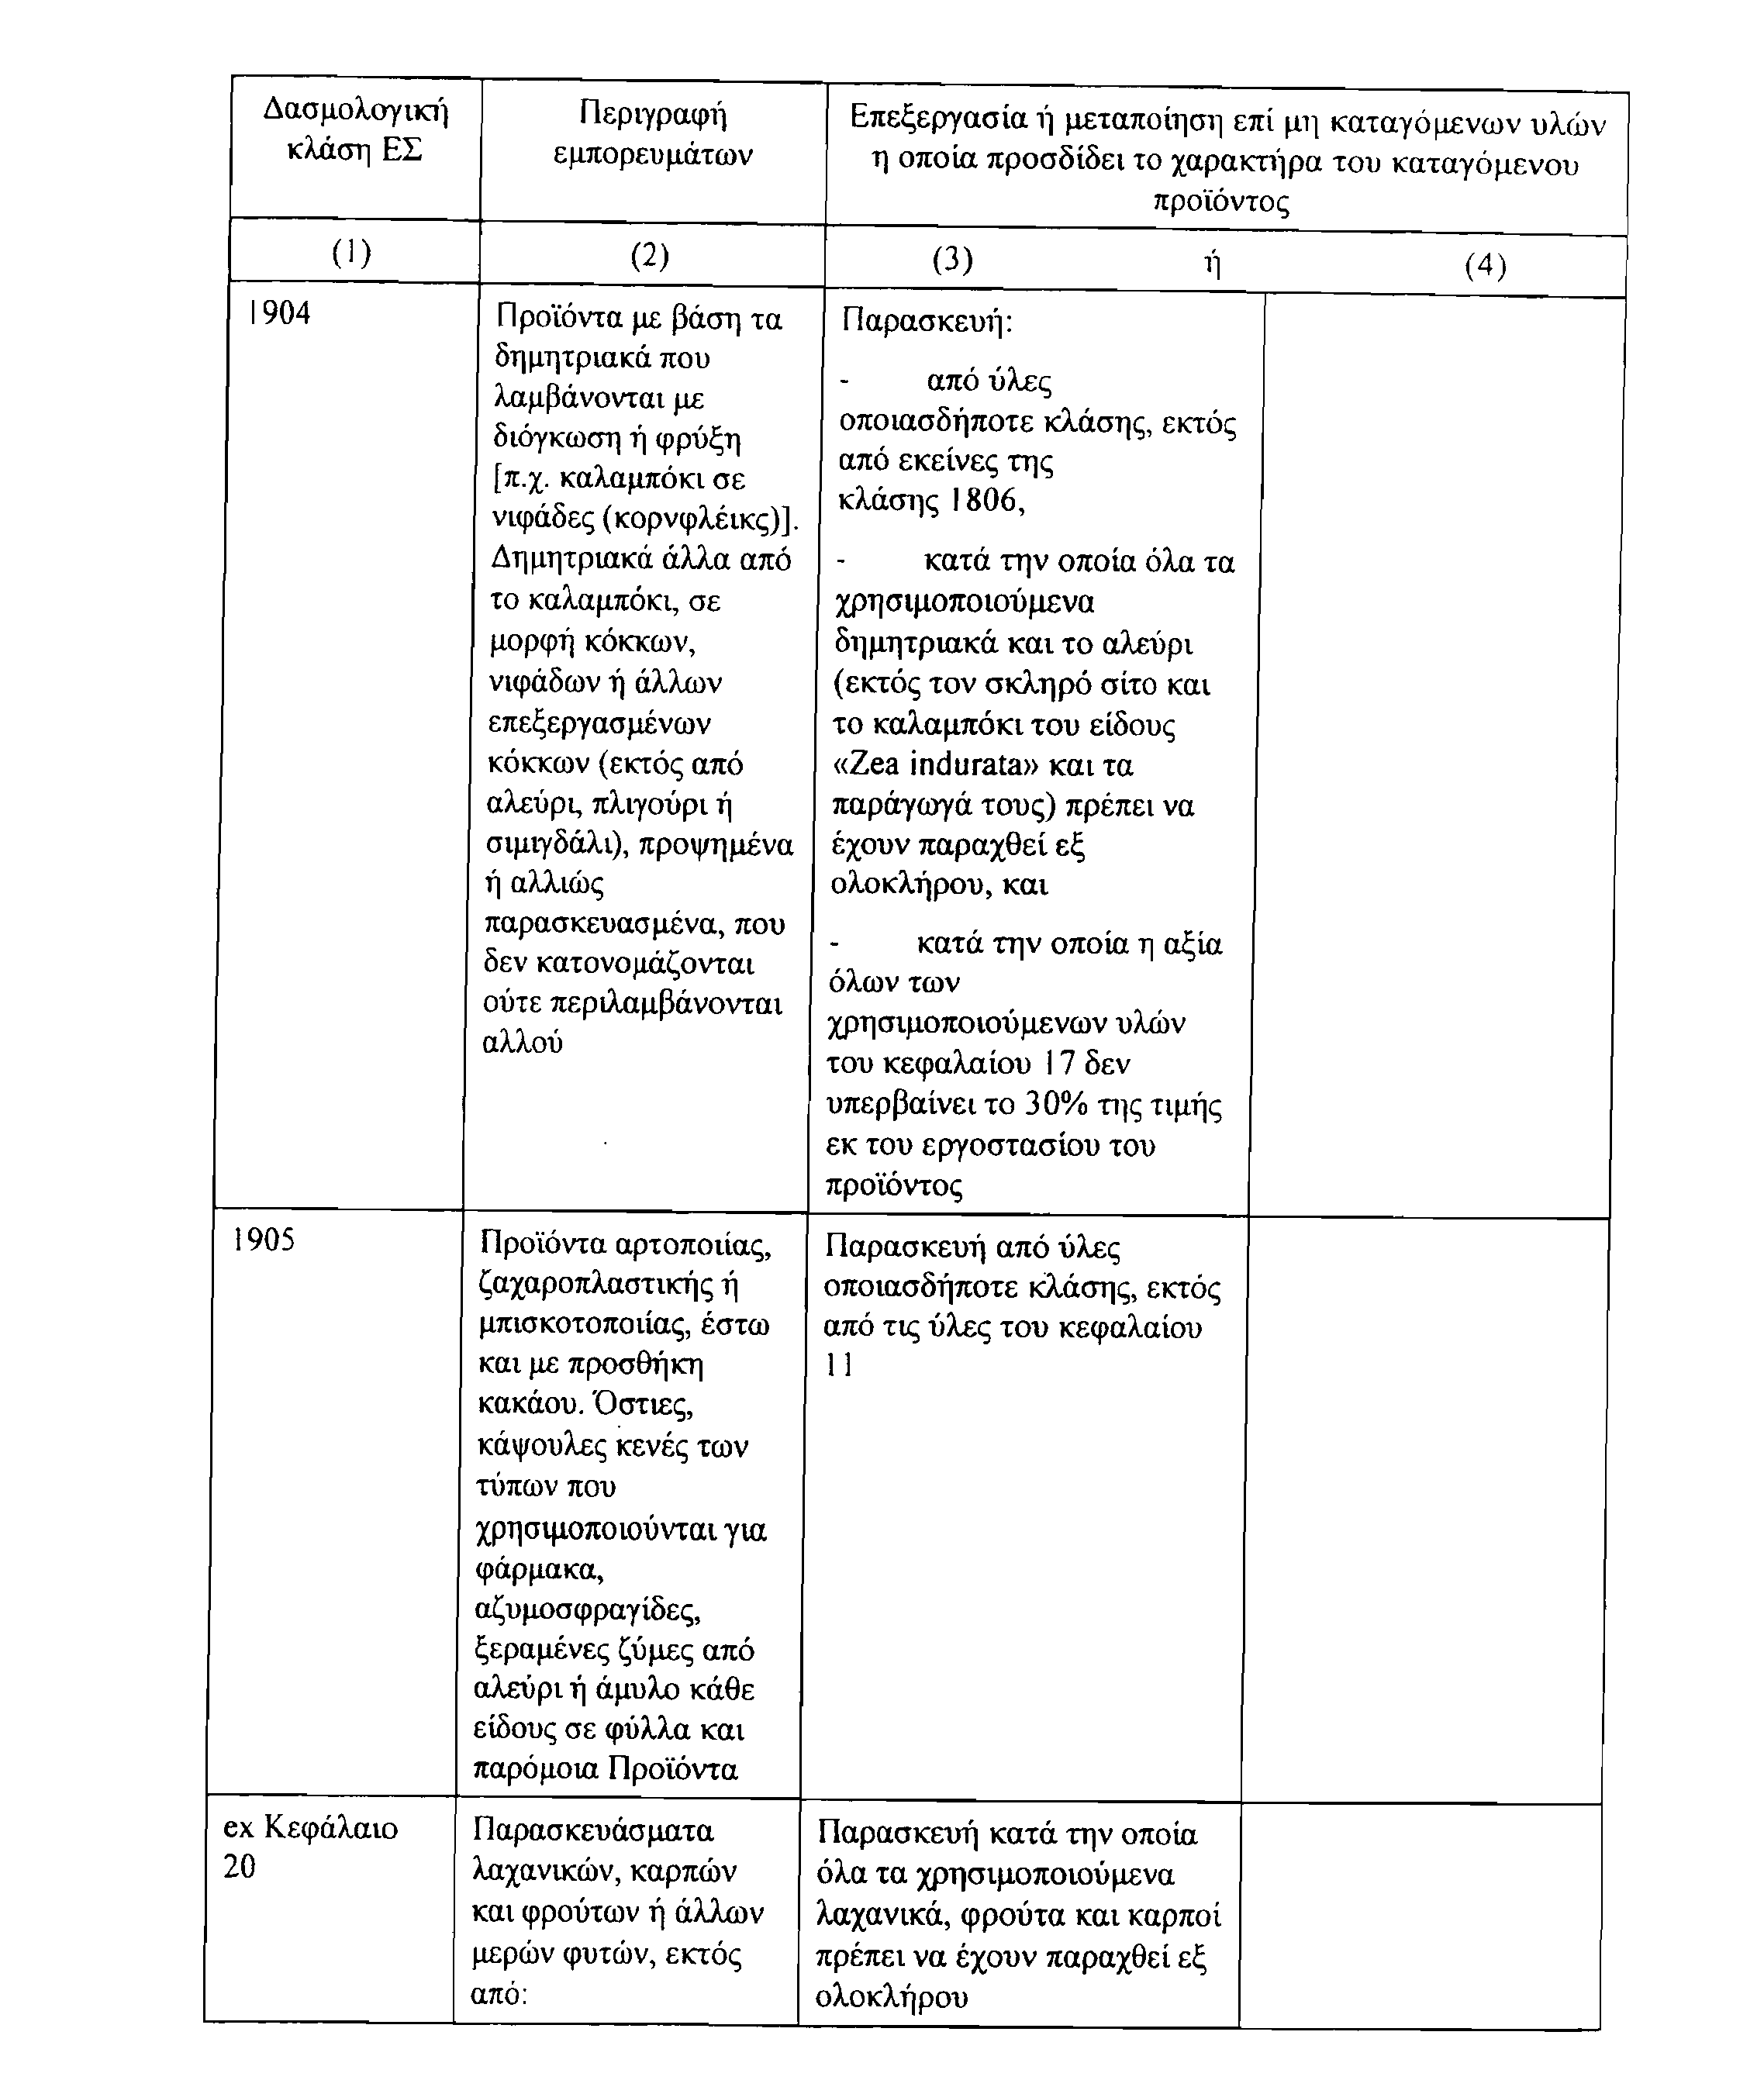 Δασμολογική
κλάση ΕΣ
Περιγραφή
εμπορευμάτων
Επεξεργασία ή μεταποίηση επί μη καταγόμενων υλών
η οποία προσδίδει το χαρακτήρα του καταγόμενου
προϊόντος
(1)
(2)
(3) ή (4)
1904
Προϊόντα με βάση τα
δημητριακά που
λαμβάνονται με
διόγκωση ή φρύξη
[π.χ. καλαμπόκι σε
νιφάδες (κορνφλέικς)].
Δημητριακά άλλα από
το καλαμπόκι, σε
μορφή κόκκων,
νιφάδων ή άλλων
επεξεργασμένων
κόκκων (εκτός από
αλεύρι, πλιγούρι ή
σιμιγδάλι), προψημένα
ή αλλιώς
παρασκευασμένα, που
δεν κατονομάζονται
ούτε περιλαμβάνονται
αλλού
Παρασκευή:
- από ύλες
οποιασδήποτε κλάσης, εκτός
από εκείνες της
κλάσης 1806,
- κατά την οποία όλα τα
χρησιμοποιούμενα
δημητριακά και το αλεύρι
(εκτός τον σκληρό σίτο και
το καλαμπόκι του είδους
«Zea indurata» και τα
παράγωγά τους) πρέπει να
έχουν παραχθεί εξ
ολοκλήρου, και
- κατά την οποία η αξία
όλων των
χρησιμοποιούμενων υλών
του κεφαλαίου 17 δεν
υπερβαίνει το 30% της τιμής
εκ του εργοστασίου του
προϊόντος
1905
Προϊόντα αρτοποιίας,
ζαχαροπλαστικής ή
μπισκοτοποιίας, έστω
και με προσθήκη
κακάου. Όστιες,
κάψουλες κενές των
τύπων που
χρησιμοποιούνται για
φάρμακα,
αζυμοσφραγίδες,
ξεραμένες ζύμες από
αλεύρι ή άμυλο κάθε
είδους σε φύλλα και
παρόμοια Προϊόντα
Παρασκευή από ύλες
οποιασδήποτε κλάσης, εκτός
από τις ύλες του κεφαλαίου
11
ex Κεφάλαιο
20
Παρασκευάσματα
λαχανικών, καρπών
και φρούτων ή άλλων
μερών φυτών, εκτός
από:
Παρασκευή κατά την οποία
όλα τα χρησιμοποιούμενα
λαχανικά, φρούτα και καρποί
πρέπει να έχουν παραχθεί εξ
ολοκλήρου